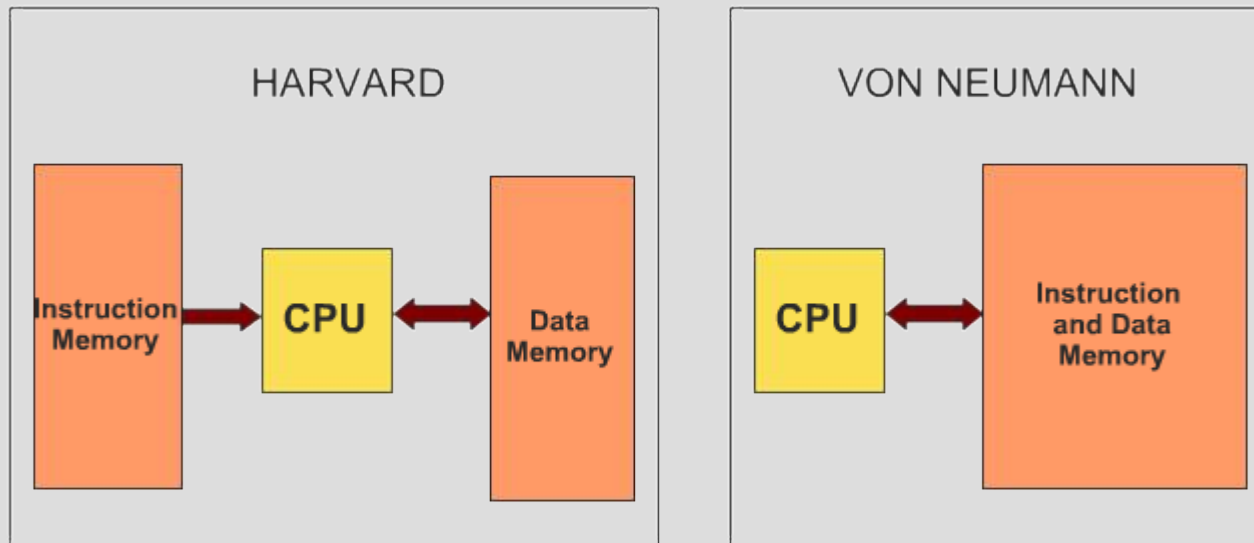 HARVARD
Instruction
Memory
CPU
Data
Memory
VON NEUMANN
CPU
Instruction
and Data
Memory